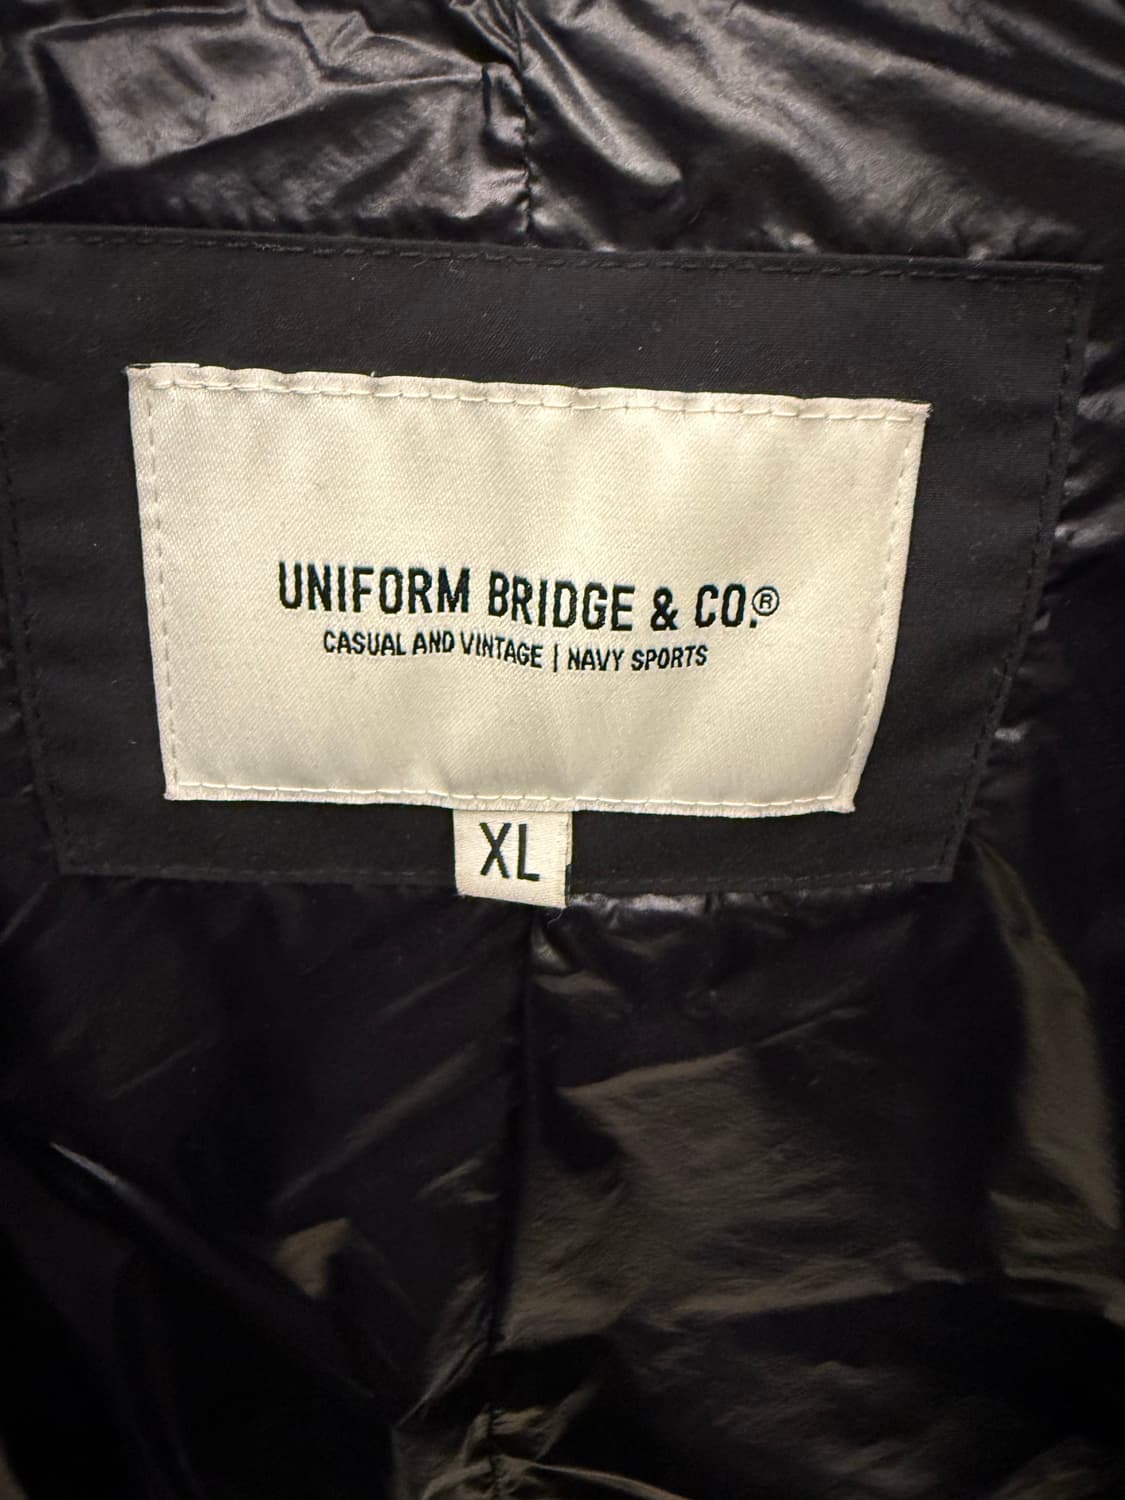 UNIFORM BRIDGE & CO.®
CASUAL AND VINTAGE | NAVY SPORTS
XL